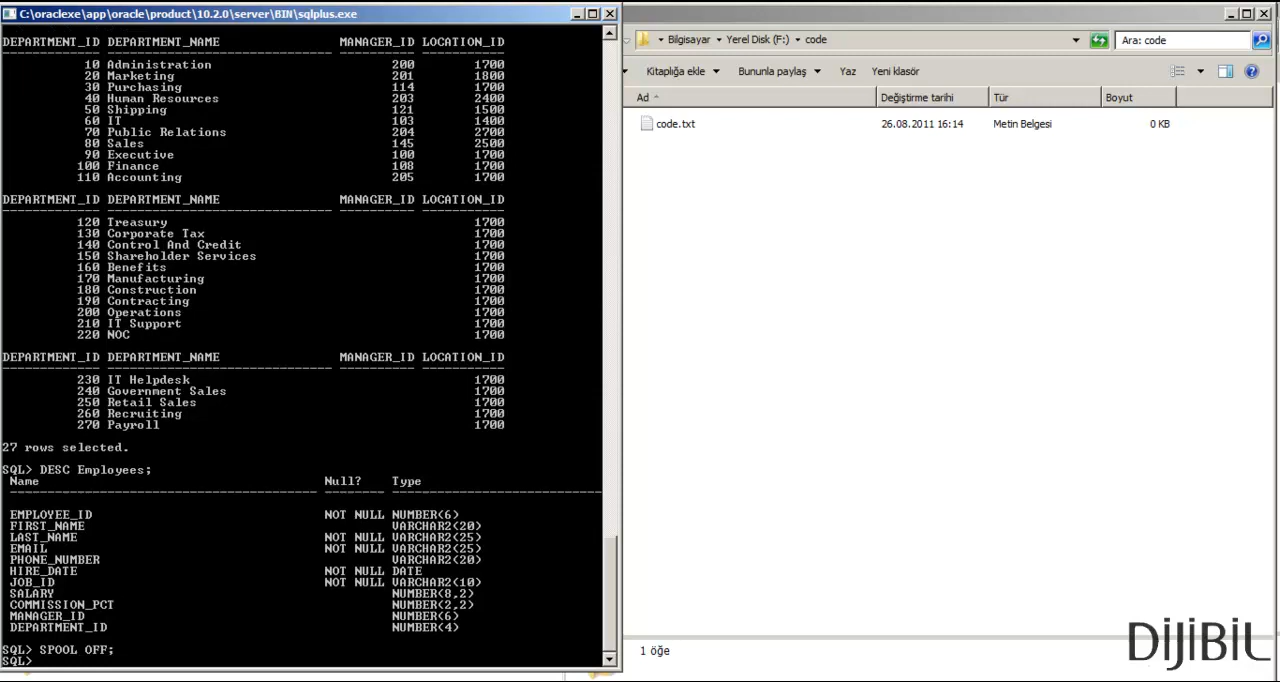 C:\oraclexe\app\oracle\product\10.2.0\server\BIN\sqlplus.exe
DEPARTMENT_ID DEPARTMENT_NAME MANAGER_ID LOCATION_ID
------------- ------------------------------ ---------- -----------
10 Administration 200 1700
20 Marketing 201 1800
30 Purchasing 114 1700
40 Human Resources 203 2400
50 Shipping 121 1500
60 IT 103 1400
70 Public Relations 204 2700
80 Sales 145 2500
90 Executive 100 1700
100 Finance 108 1700
110 Accounting 205 1700
DEPARTMENT_ID DEPARTMENT_NAME MANAGER_ID LOCATION_ID
------------- ------------------------------ ---------- -----------
120 Treasury 1700
130 Corporate Tax 1700
140 Control And Credit 1700
150 Shareholder Services 1700
160 Benefits 1700
170 Manufacturing 1700
180 Construction 1700
190 Contracting 1700
200 Operations 1700
210 IT Support 1700
220 NOC 1700
DEPARTMENT_ID DEPARTMENT_NAME MANAGER_ID LOCATION_ID
------------- ------------------------------ ---------- -----------
230 IT Helpdesk 1700
240 Government Sales 1700
250 Retail Sales 1700
260 Recruiting 1700
270 Payroll 1700
27 rows selected.
SQL> DESC Employees;
Name Null? Type
----------------------------------------- -------- ----------------------------
EMPLOYEE_ID NOT NULL NUMBER(6)
FIRST_NAME VARCHAR2(20)
LAST_NAME NOT NULL VARCHAR2(25)
EMAIL NOT NULL VARCHAR2(25)
PHONE_NUMBER VARCHAR2(20)
HIRE_DATE NOT NULL DATE
JOB_ID NOT NULL VARCHAR2(10)
SALARY NUMBER(8,2)
COMMISSION_PCT NUMBER(2,2)
MANAGER_ID NUMBER(6)
DEPARTMENT_ID NUMBER(4)
SQL> SPOOL OFF;
SQL>
Bilgisayar Yerel Disk (F:) code Ara: code
Kitaplığa ekle Bununla paylaş Yaz Yeni klasör
Ad Değiştirme tarihi Tür Boyut
code.txt 26.08.2011 16:14 Metin Belgesi 0 KB
1 öğe
DiJiBiL